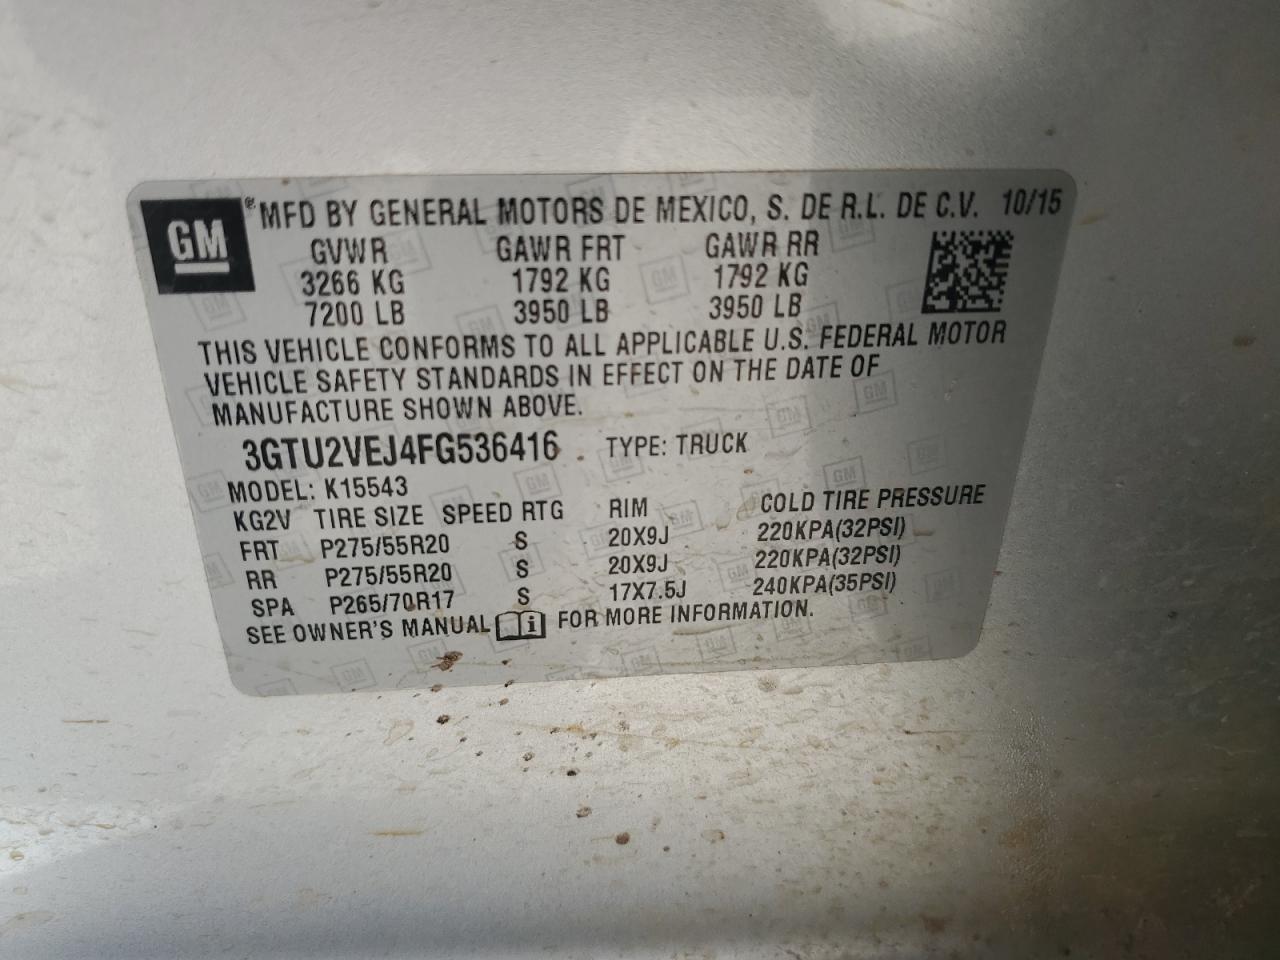 GM ® MFD BY GENERAL MOTORS DE MEXICO, S. DE R.L. DE C.V. 10/15
GVWR GAWR FRT GAWR RR
3266 KG 1792 KG 1792 KG
7200 LB 3950 LB 3950 LB
THIS VEHICLE CONFORMS TO ALL APPLICABLE U.S. FEDERAL MOTOR
VEHICLE SAFETY STANDARDS IN EFFECT ON THE DATE OF
MANUFACTURE SHOWN ABOVE.
3GTU2VEJ4FG536416 TYPE: TRUCK
MODEL: K15543
KG2V TIRE SIZE SPEED RTG RIM COLD TIRE PRESSURE
FRT P275/55R20 S 20X9J 220KPA(32PSI)
RR P275/55R20 S 20X9J 220KPA(32PSI)
SPA P265/70R17 S 17X7.5J 240KPA(35PSI)
SEE OWNER'S MANUAL i FOR MORE INFORMATION.